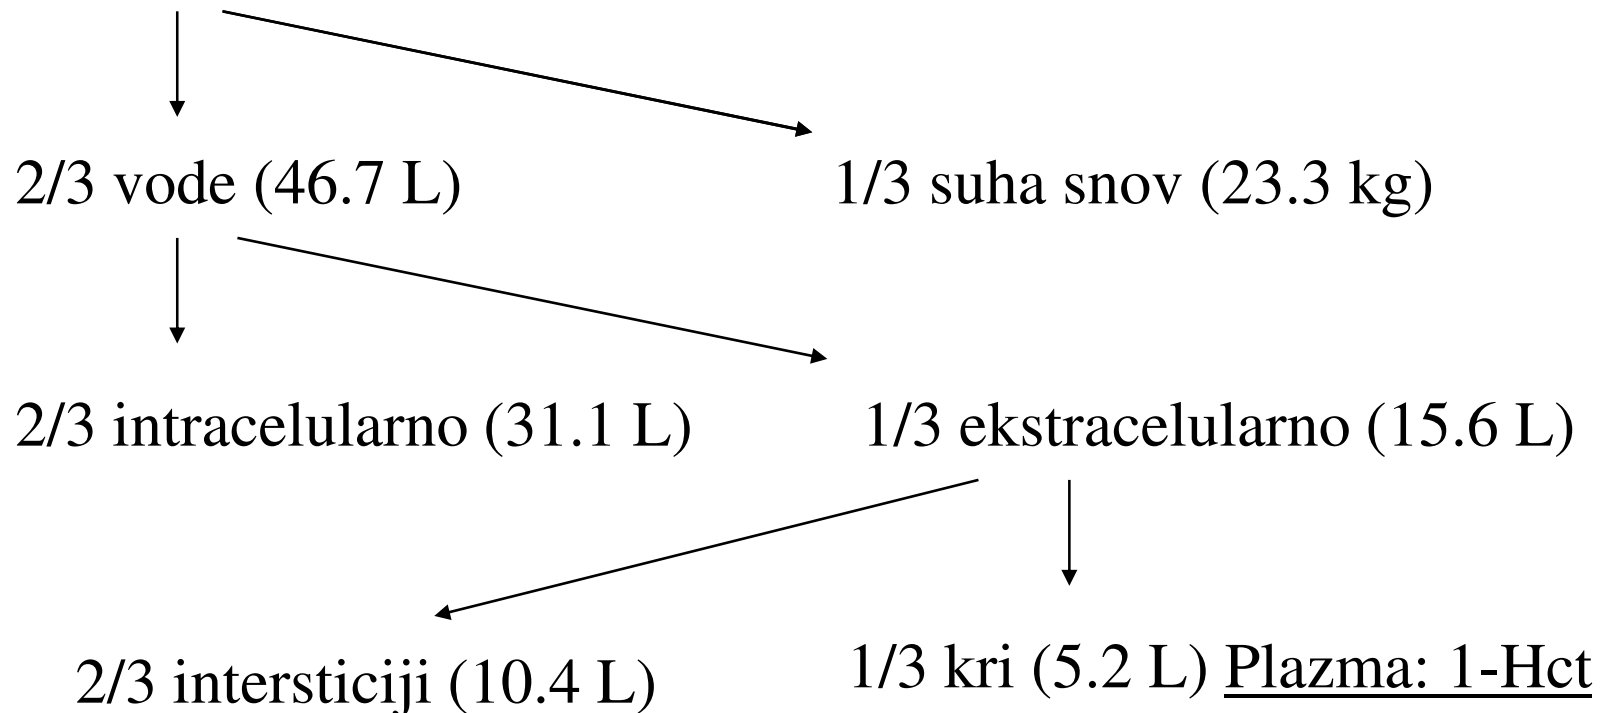 2/3 vode (46.7 L)
1/3 suha snov (23.3 kg)
2/3 intracelularno (31.1 L)
1/3 ekstracelularno (15.6 L)
2/3 intersticiji (10.4 L)
1/3 kri (5.2 L) Plazma: 1-Hct